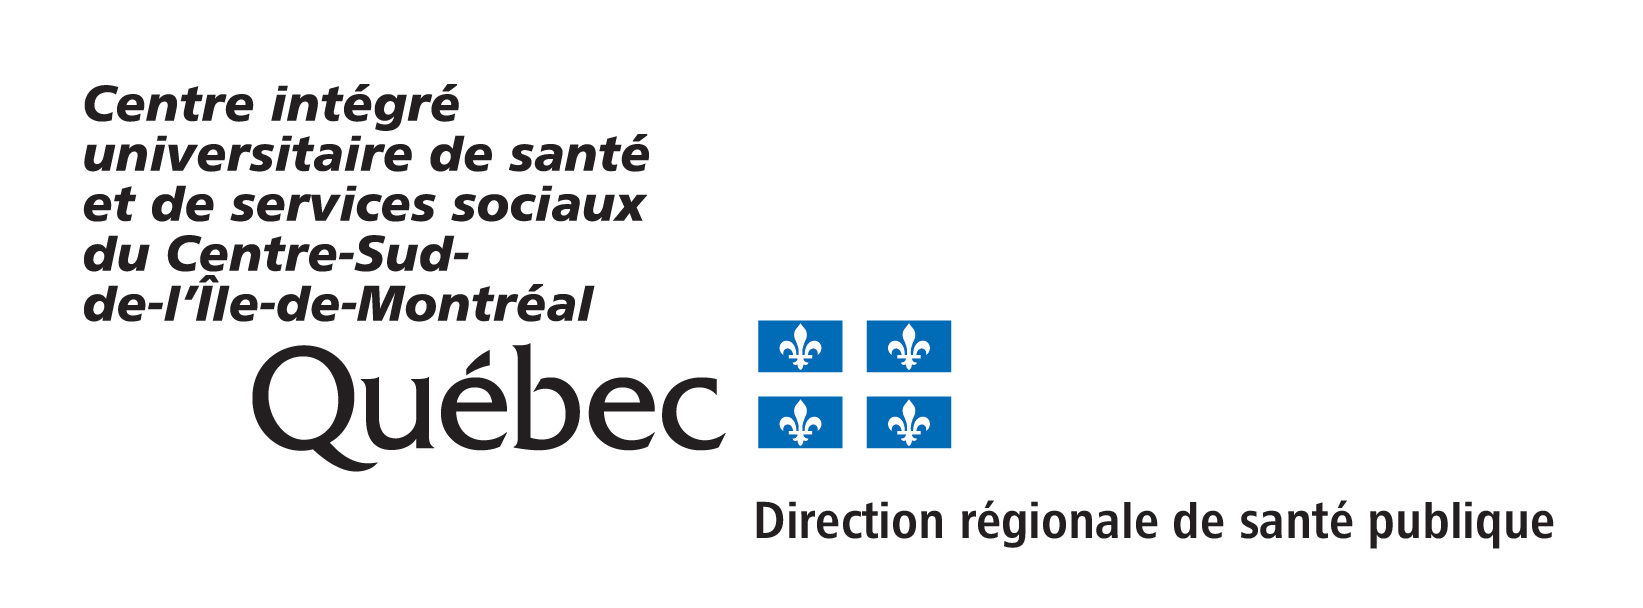 Centre intégré
universitaire de santé
et de services sociaux
du Centre-Sud-
de-l’Île-de-Montréal
Québec
Direction régionale de santé publique